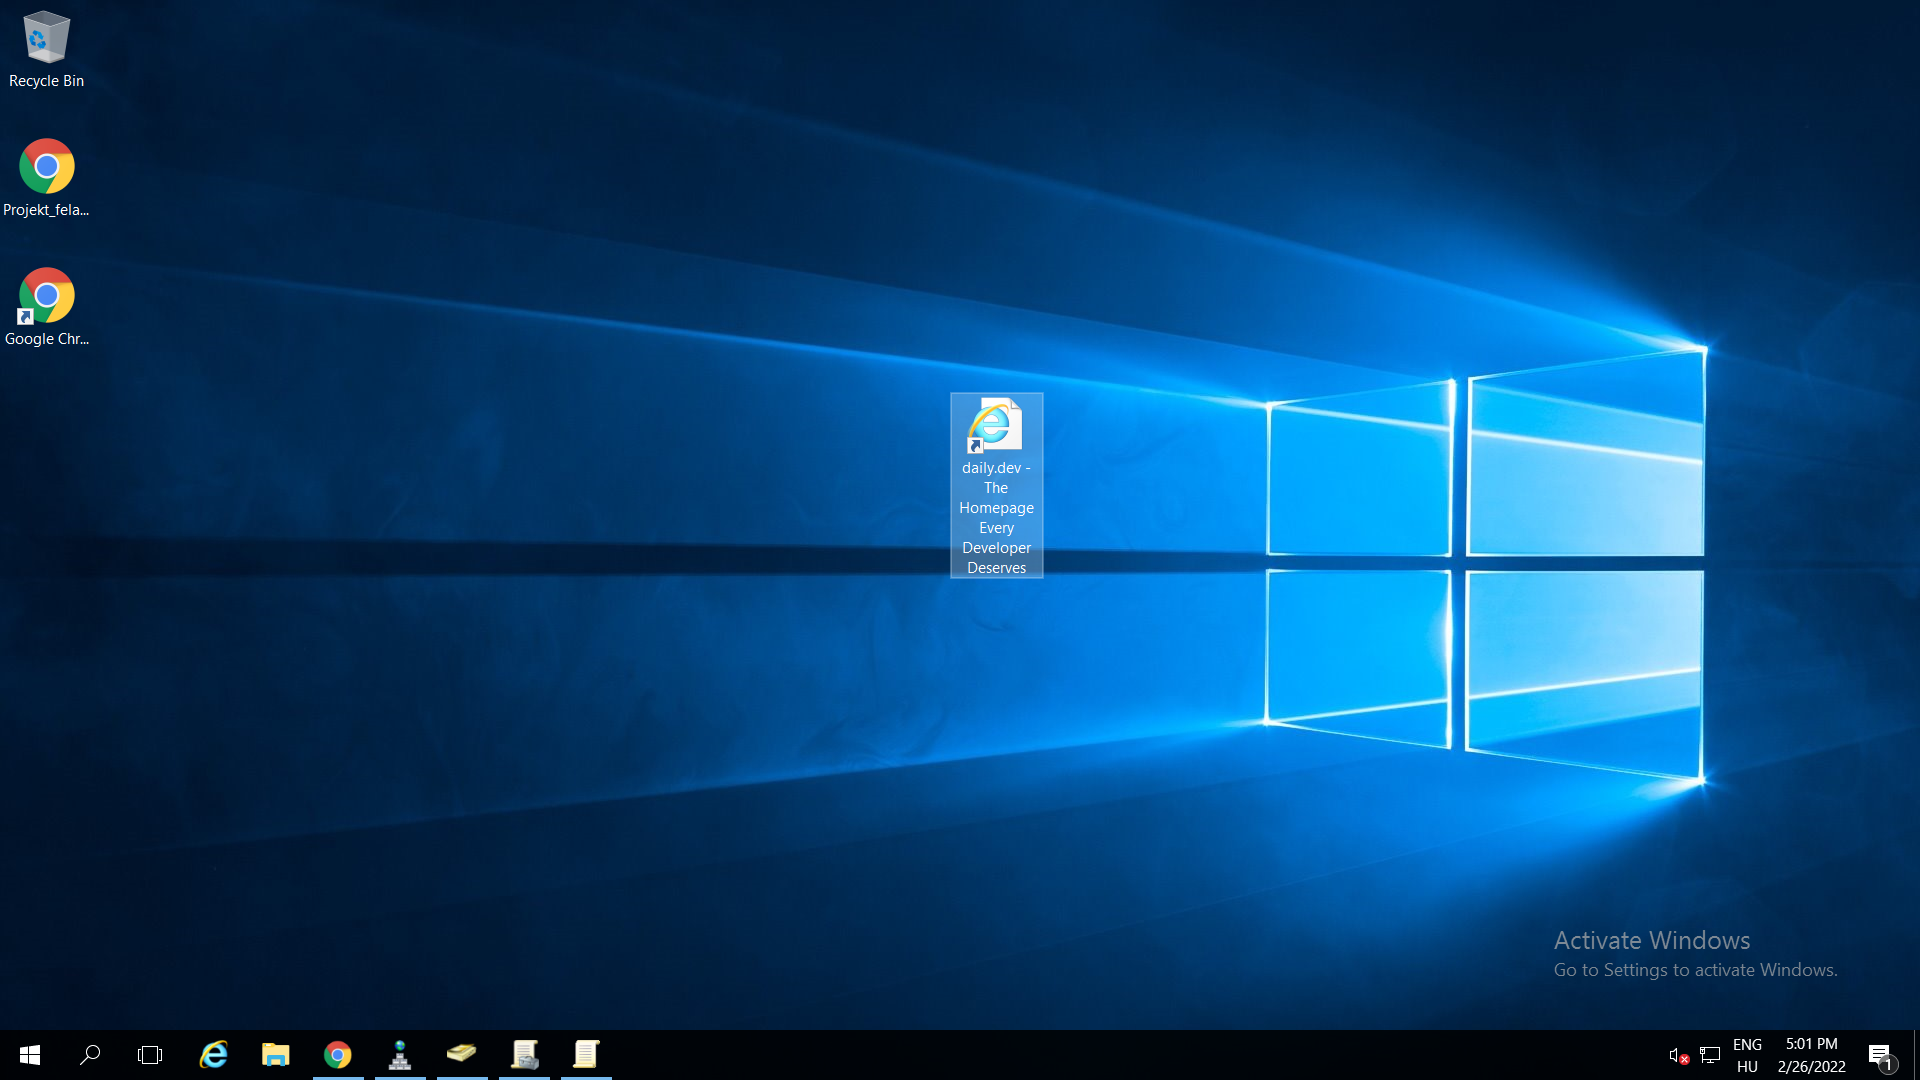 Recycle Bin
Projekt_fela...
Google Chr...
daily.dev -
The
Homepage
Every
Developer
Deserves
Activate Windows
Go to Settings to activate Windows.
ENG
HU
5:01 PM
2/26/2022
1